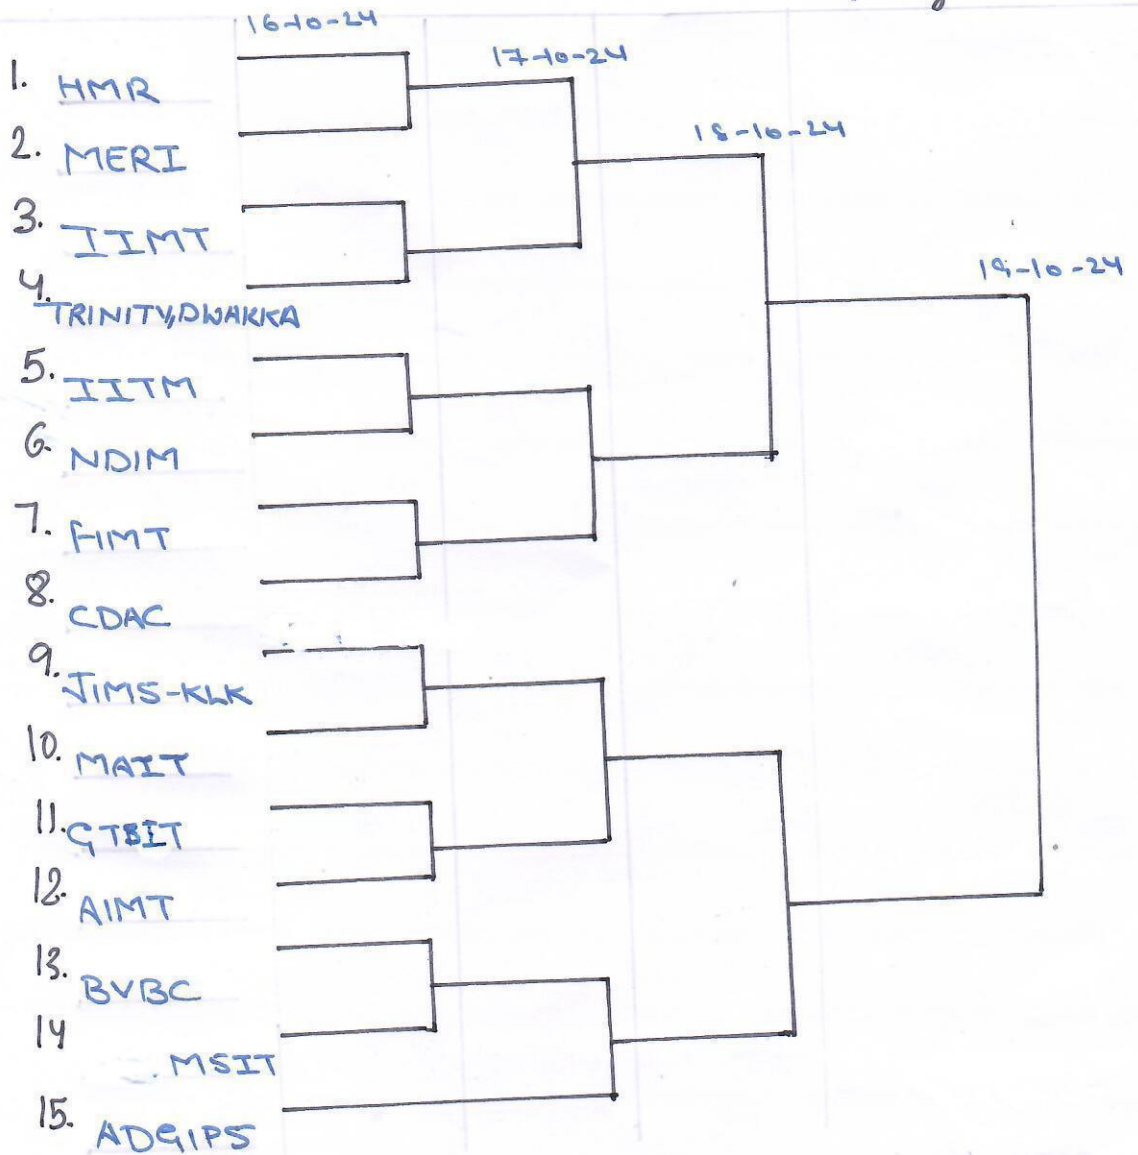 16-10-24
17-10-24
18-10-24
19-10-24
1. HMR
2. MERI
3. IIMT
4. TRINITY, DWAKKA
5. IITM
6. NDIM
7. FIMT
8. CDAC
9. JIMS-KLK
10. MAIT
11. GTBIT
12. AIMT
13. BVBC
14 MSIT
15. ADGIPS